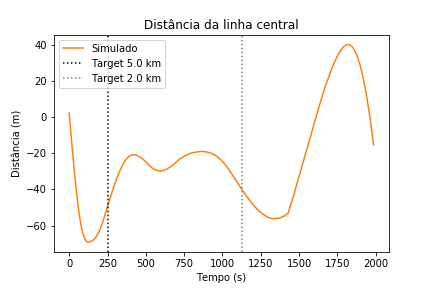 Distância da linha central
Simulado
Target 5.0 km
Target 2.0 km
Distância (m)
40
20
0
−20
−40
−60
0 250 500 750 1000 1250 1500 1750 2000
Tempo (s)